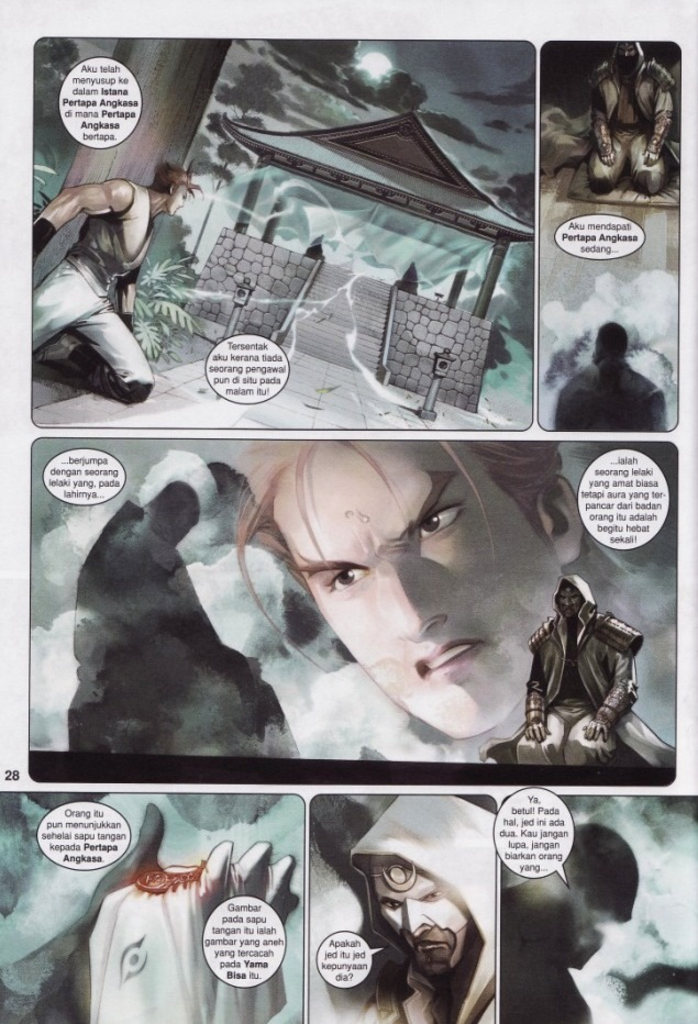 Aku telah
menyusup ke
dalam Istana
Pertapa Angkasa
di mana Pertapa
Angkasa
bertapa.
Tersentak
aku kerana tiada
seorang pengawal
pun di situ pada
malam itu!
Aku mendapati
Pertapa Angkasa
sedang...
...berjumpa
dengan seorang
lelaki yang, pada
lahirnya...
...ialah
seorang lelaki
yang amat biasa
tetapi aura yang ter-
pancar dari badan
orang itu adalah
begitu hebat
sekali!
28
Orang itu
pun menunjukkan
sehelai sapu tangan
kepada Pertapa
Angkasa.
Gambar
pada sapu
tangan itu ialah
gambar yang aneh
yang tercacah
pada Yama
Bisa itu.
Apakah
jed itu jed
kepunyaan
dia?
Ya,
betul! Pada
hal, jed ini ada
dua. Kau jangan
lupa, jangan
biarkan orang
yang...